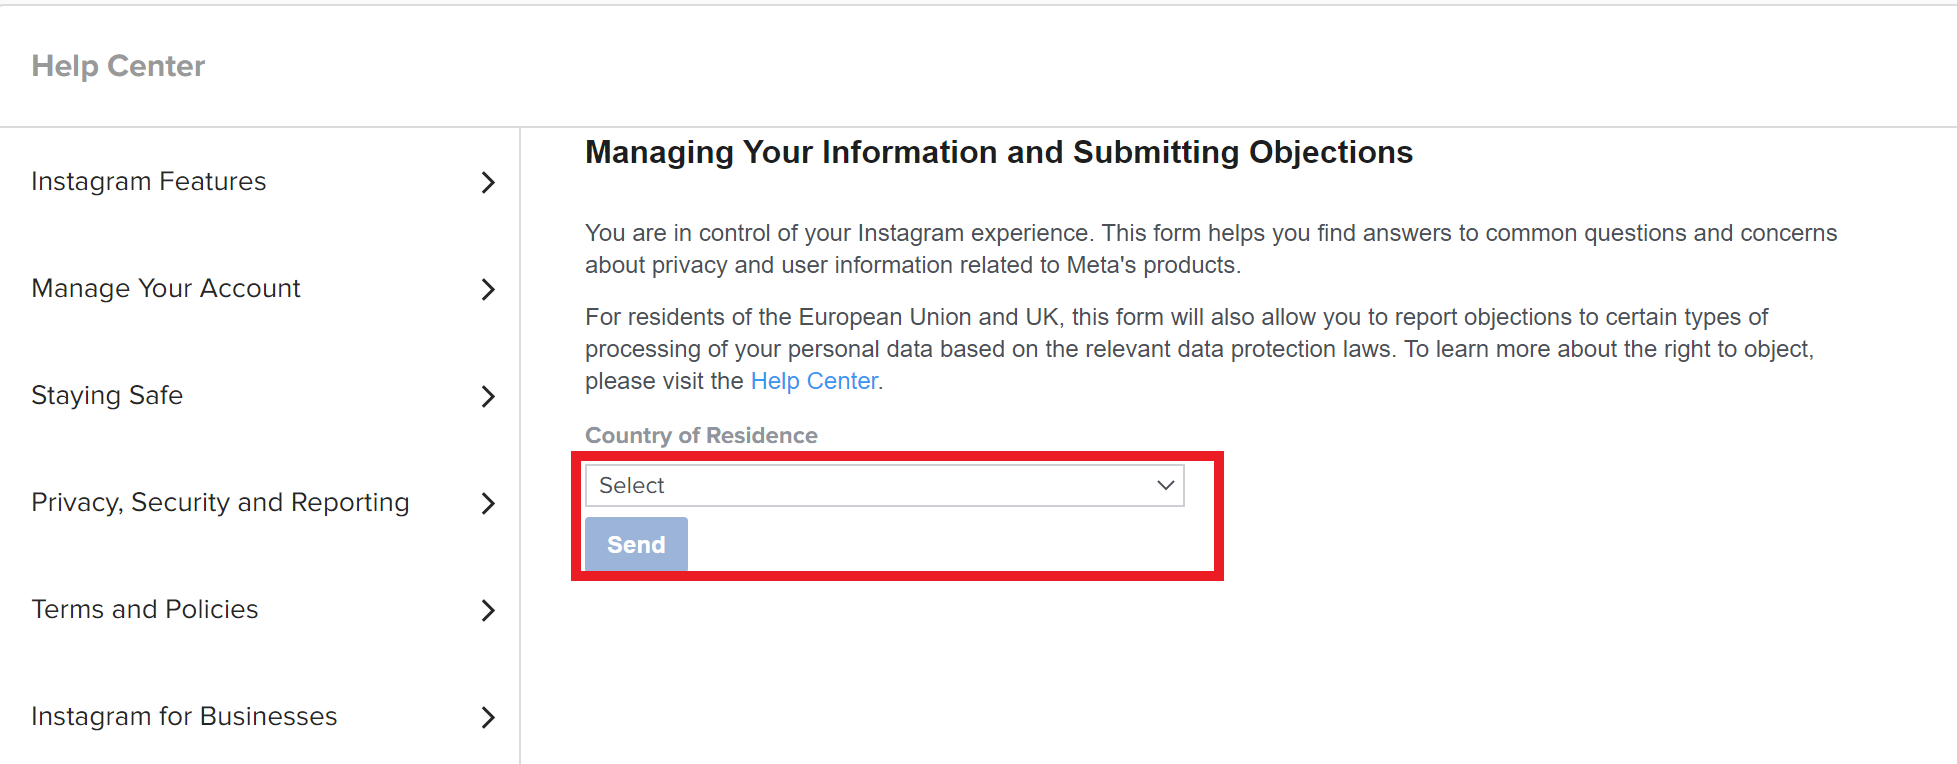 Help Center
Instagram Features
Manage Your Account
Staying Safe
Privacy, Security and Reporting
Terms and Policies
Instagram for Businesses
Managing Your Information and Submitting Objections
You are in control of your Instagram experience. This form helps you find answers to common questions and concerns
about privacy and user information related to Meta's products.
For residents of the European Union and UK, this form will also allow you to report objections to certain types of
processing of your personal data based on the relevant data protection laws. To learn more about the right to object,
please visit the Help Center.
Country of Residence
Select
Send